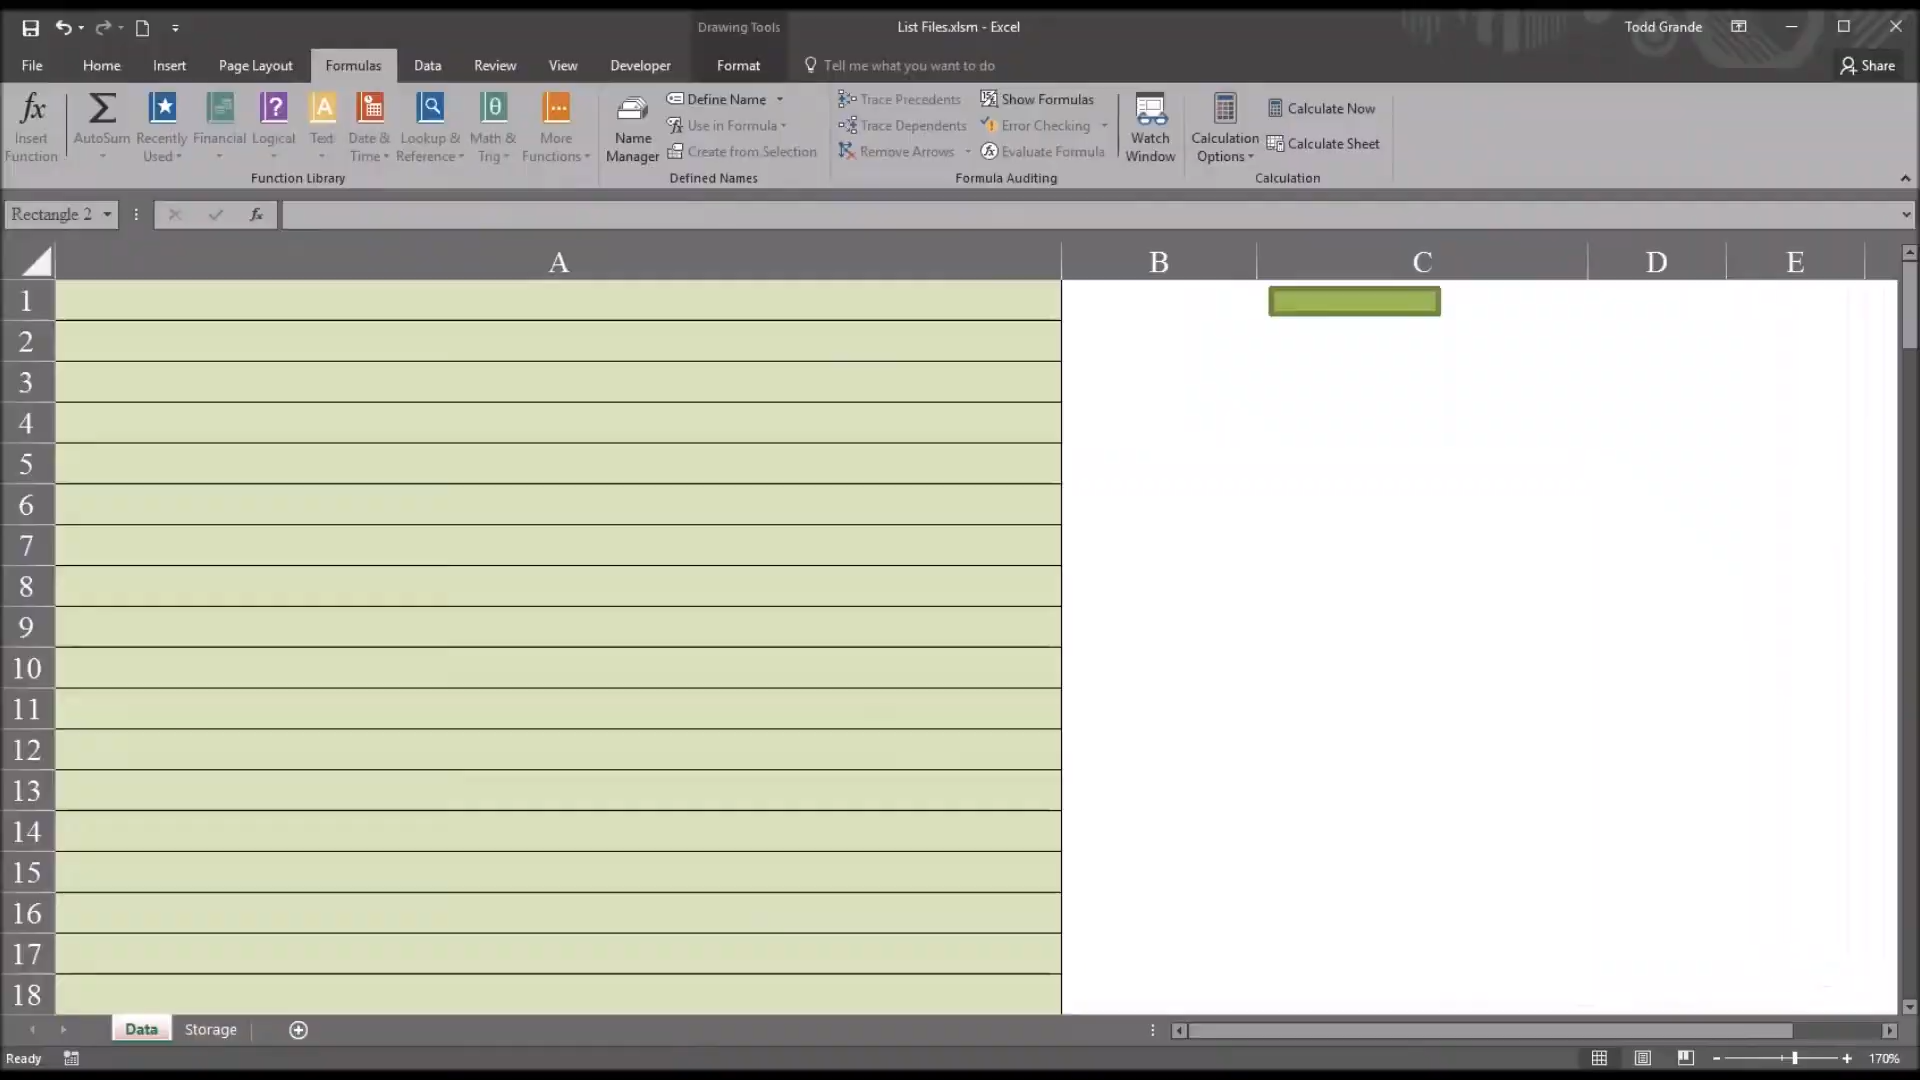 Drawing Tools
List Files.xlsm - Excel
Todd Grande
File Home Insert Page Layout Formulas Data Review View Developer Format Tell me what you want to do Share
fx
Insert Function
AutoSum
Recently Used
Financial
Logical
Text
Date & Time
Lookup & Reference
Math & Trig
More Functions
Function Library
Name Manager
Define Name
Use in Formula
Create from Selection
Defined Names
Trace Precedents
Trace Dependents
Remove Arrows
Show Formulas
Error Checking
Evaluate Formula
Formula Auditing
Watch Window
Calculation Options
Calculate Now
Calculate Sheet
Calculation
Rectangle 2
fx
A B C D E
1
2
3
4
5
6
7
8
9
10
11
12
13
14
15
16
17
18
Data Storage
Ready
170%